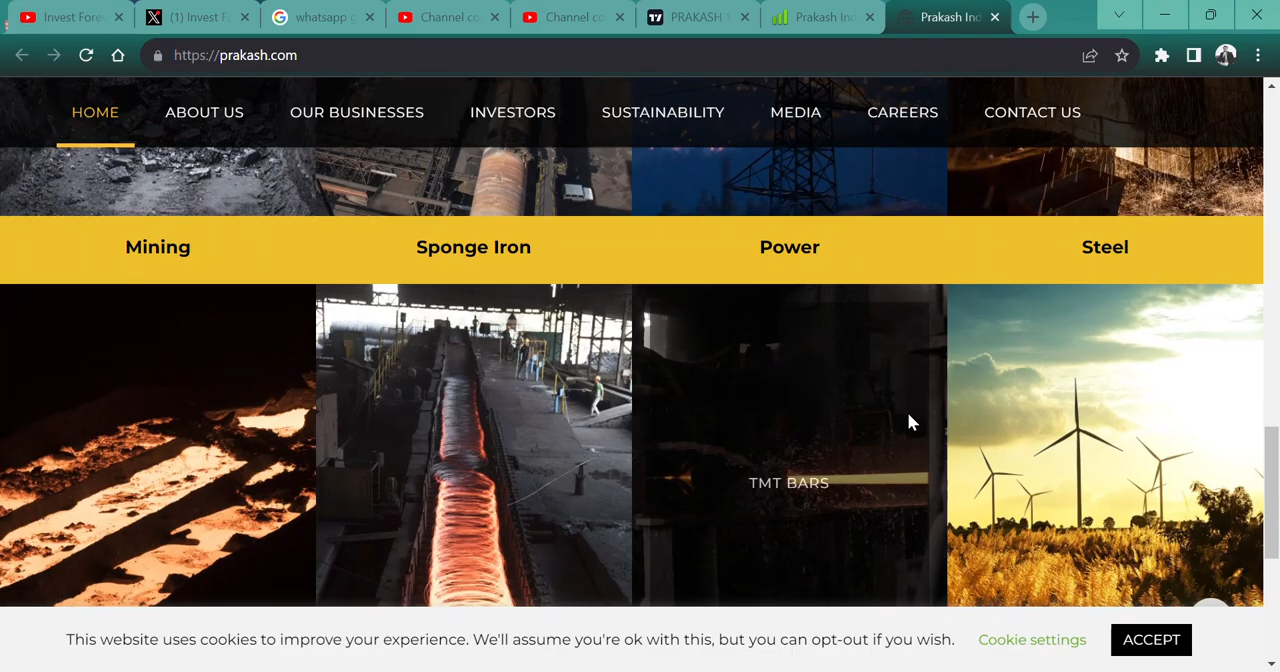 Invest Fore
(1) Invest F
whatsapp g
Channel co
Channel co
PRAKASH 1
Prakash Ind
Prakash Ind
https://prakash.com
HOME
ABOUT US
OUR BUSINESSES
INVESTORS
SUSTAINABILITY
MEDIA
CAREERS
CONTACT US
Mining
Sponge Iron
Power
Steel
TMT BARS
This website uses cookies to improve your experience. We'll assume you're ok with this, but you can opt-out if you wish.
Cookie settings
ACCEPT